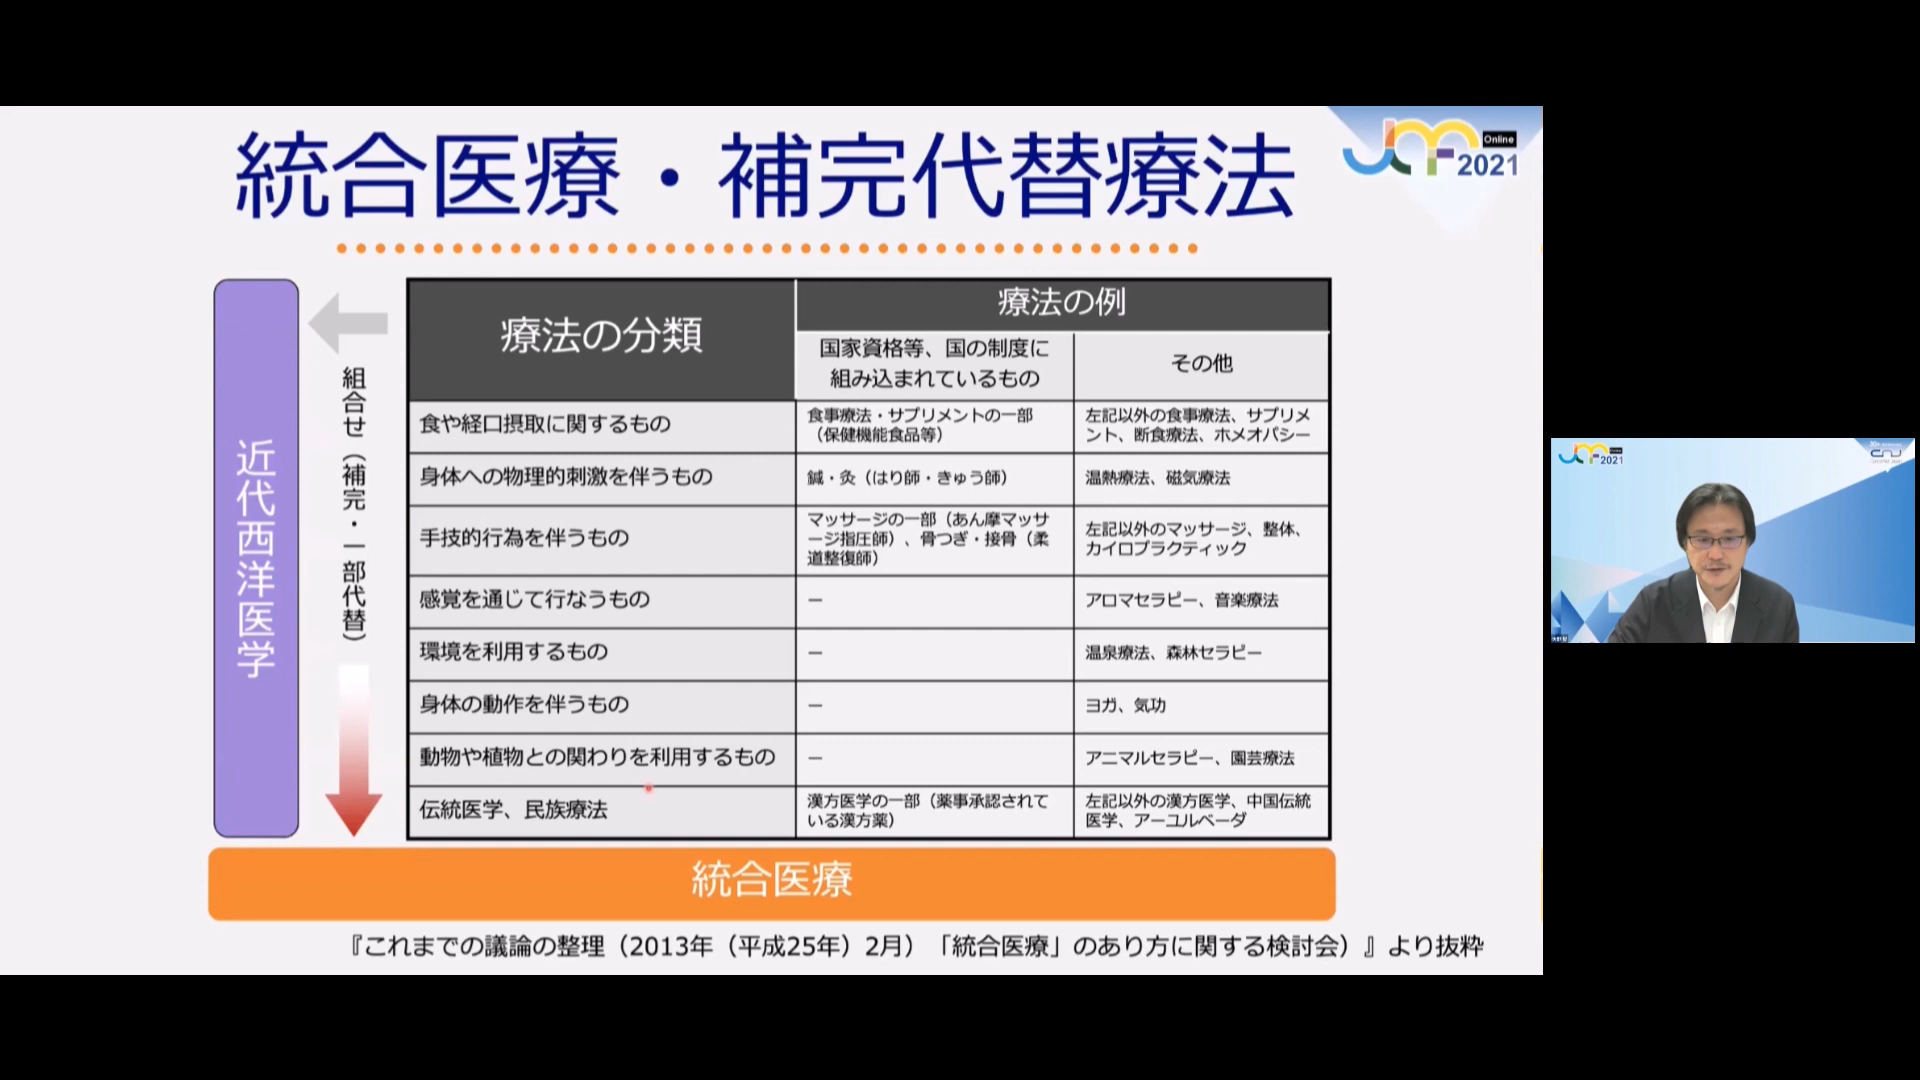 統合医療・補完代替療法
Online
JCF 2021
近代西洋医学
組合せ（補完・一部代替）
療法の分類
療法の例
国家資格等、国の制度に
組み込まれているもの
その他
食や経口摂取に関するもの
食事療法・サプリメントの一部
（保健機能食品等）
左記以外の食事療法、サプリメ
ント、断食療法、ホメオパシー
身体への物理的刺激を伴うもの
鍼・灸（はり師・きゅう師）
温熱療法、磁気療法
手技的行為を伴うもの
マッサージの一部（あん摩マッサ
ージ指圧師）、骨つぎ・接骨（柔
道整復師）
左記以外のマッサージ、整体、
カイロプラクティック
感覚を通じて行なうもの
－
アロマセラピー、音楽療法
環境を利用するもの
－
温泉療法、森林セラピー
身体の動作を伴うもの
－
ヨガ、気功
動物や植物との関わりを利用するもの
－
アニマルセラピー、園芸療法
伝統医学、民族療法
漢方医学の一部（薬事承認されて
いる漢方薬）
左記以外の漢方医学、中国伝統
医学、アーユルベーダ
統合医療
『これまでの議論の整理（2013年（平成25年）2月）「統合医療」のあり方に関する検討会）』より抜粋
JCF 2021